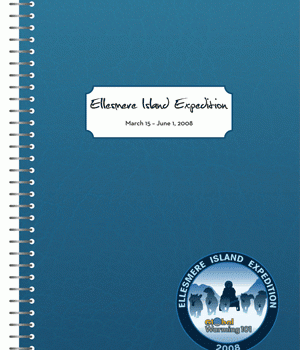 Ellesmere Island Expedition
March 15 - June 1, 2008
ELLESMERE ISLAND EXPEDITION
Global
Warming 101
2008